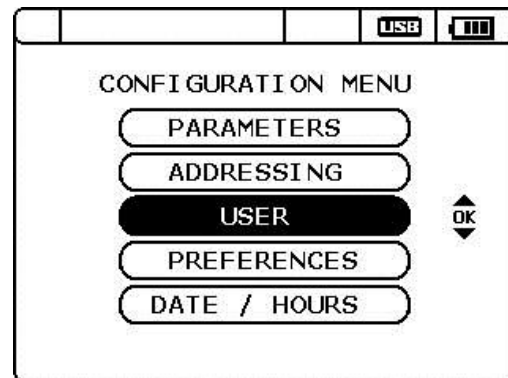 USB
CONFIGURATION MENU
PARAMETERS
ADDRESSING
USER
OK
PREFERENCES
DATE / HOURS